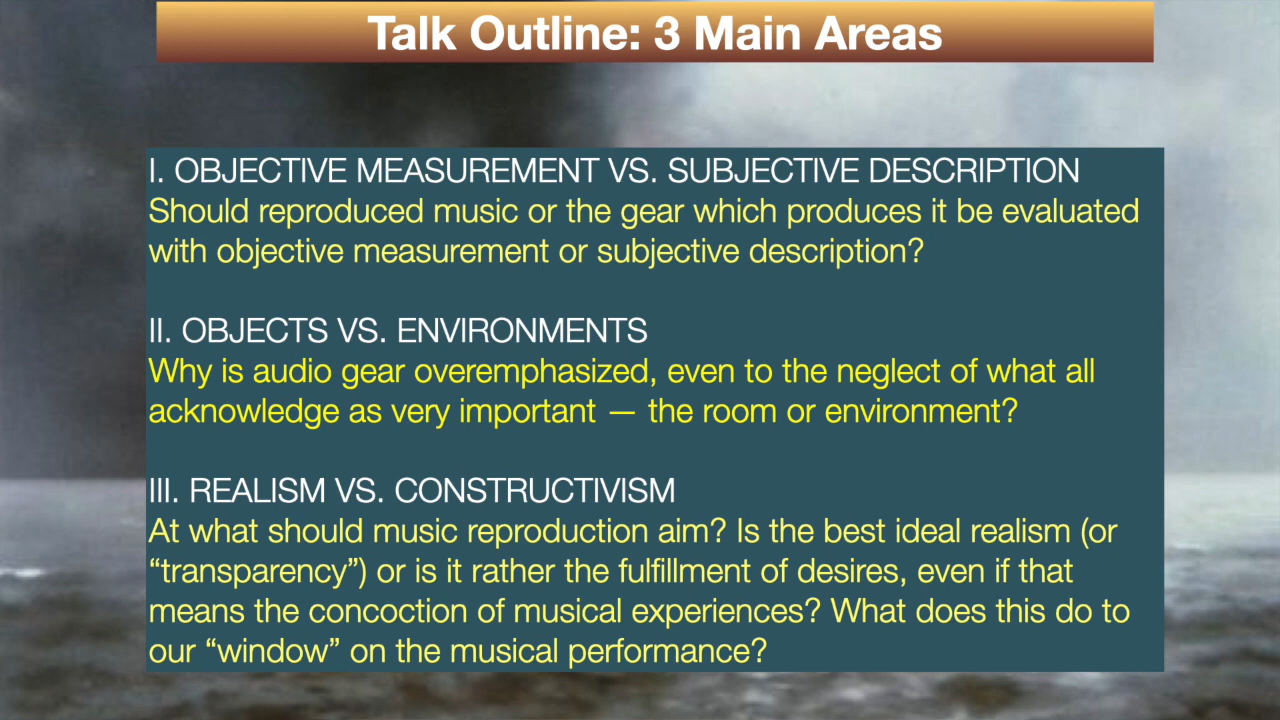 Talk Outline: 3 Main Areas
I. OBJECTIVE MEASUREMENT VS. SUBJECTIVE DESCRIPTION
Should reproduced music or the gear which produces it be evaluated
with objective measurement or subjective description?
II. OBJECTS VS. ENVIRONMENTS
Why is audio gear overemphasized, even to the neglect of what all
acknowledge as very important — the room or environment?
III. REALISM VS. CONSTRUCTIVISM
At what should music reproduction aim? Is the best ideal realism (or
“transparency”) or is it rather the fulfillment of desires, even if that
means the concoction of musical experiences? What does this do to
our “window” on the musical performance?